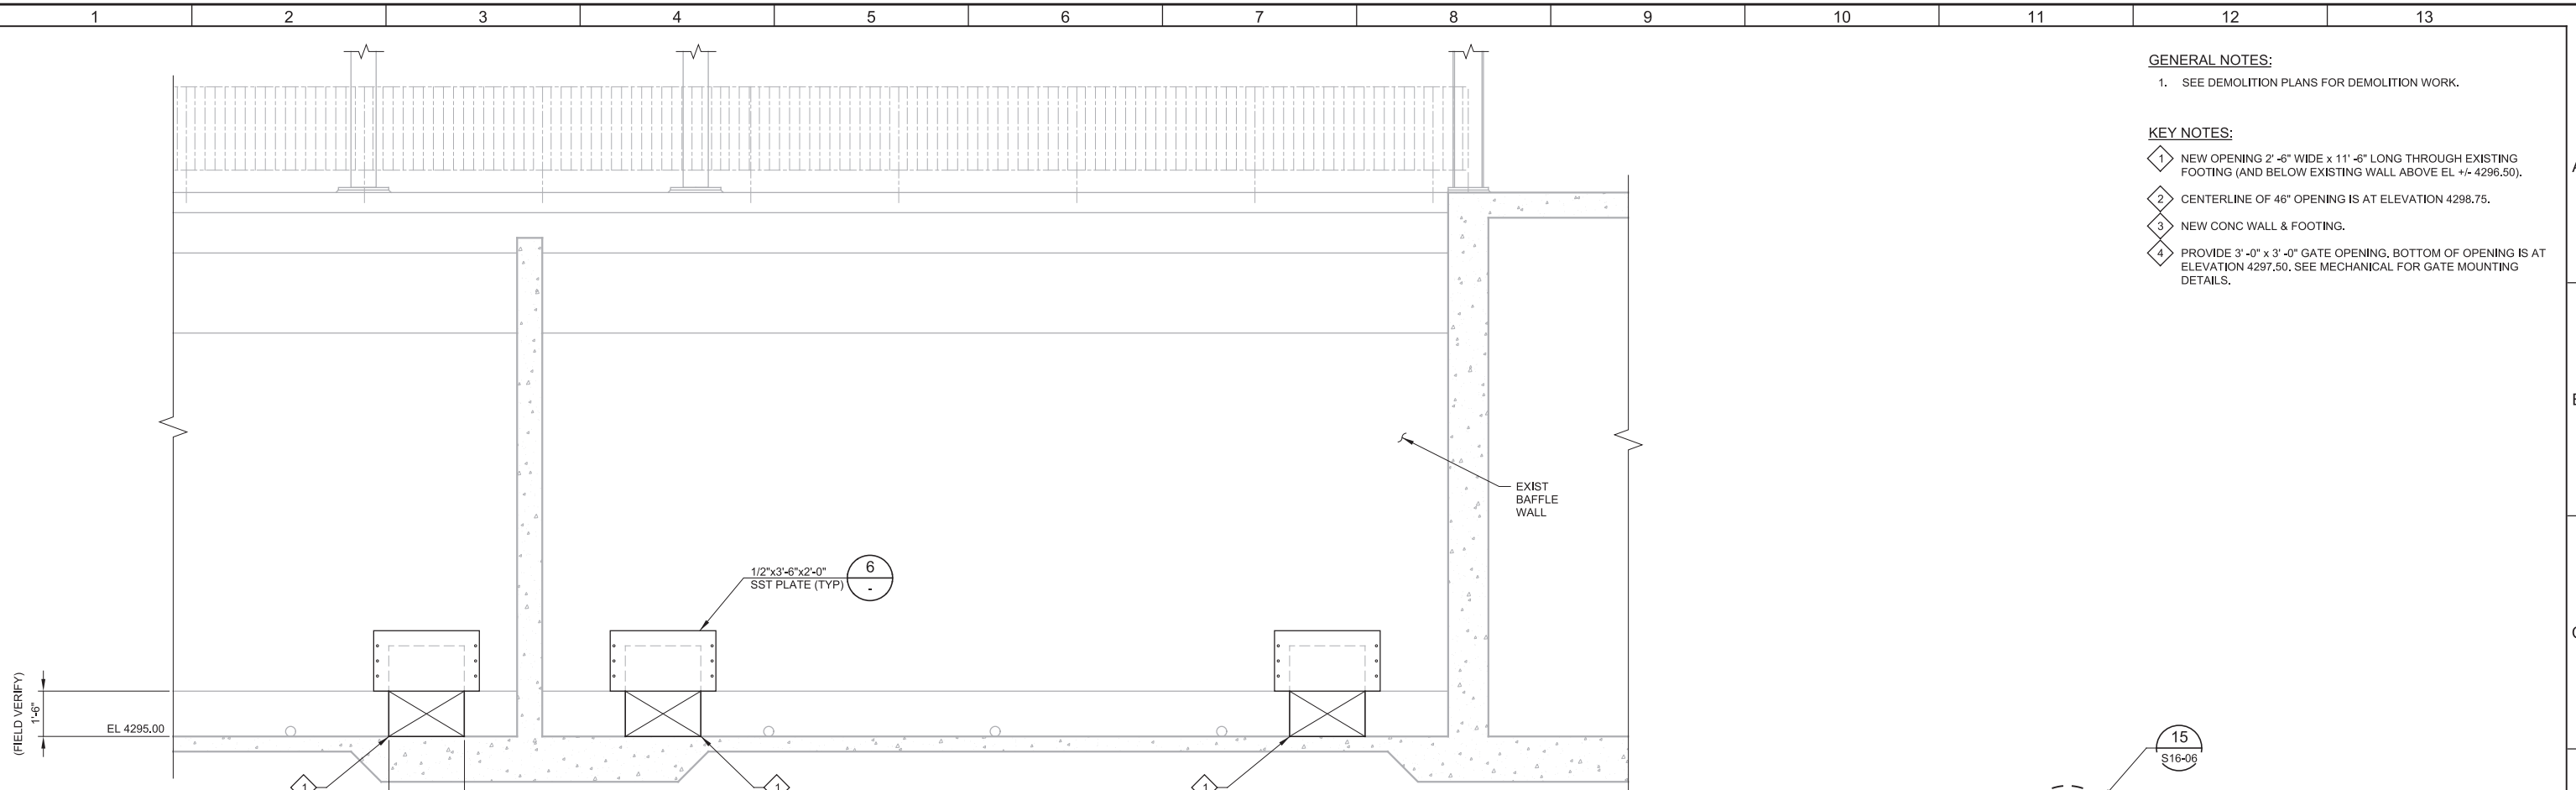 1 2 3 4 5 6 7 8 9 10 11 12 13
GENERAL NOTES:
1. SEE DEMOLITION PLANS FOR DEMOLITION WORK.
KEY NOTES:
1 NEW OPENING 2' -6" WIDE x 11' -6" LONG THROUGH EXISTING
FOOTING (AND BELOW EXISTING WALL ABOVE EL +/- 4296.50).
2 CENTERLINE OF 46" OPENING IS AT ELEVATION 4298.75.
3 NEW CONC WALL & FOOTING.
4 PROVIDE 3' -0" x 3' -0" GATE OPENING. BOTTOM OF OPENING IS AT
ELEVATION 4297.50. SEE MECHANICAL FOR GATE MOUNTING
DETAILS.
EXIST
BAFFLE
WALL
1/2"x3'-6"x2'-0"
SST PLATE (TYP)
6
-
(FIELD VERIFY)
1'-6"
EL 4295.00
1
1
1
15
S16-06